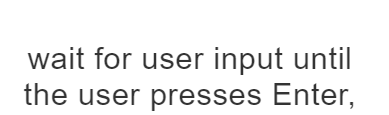 wait for user input until
the user presses Enter,